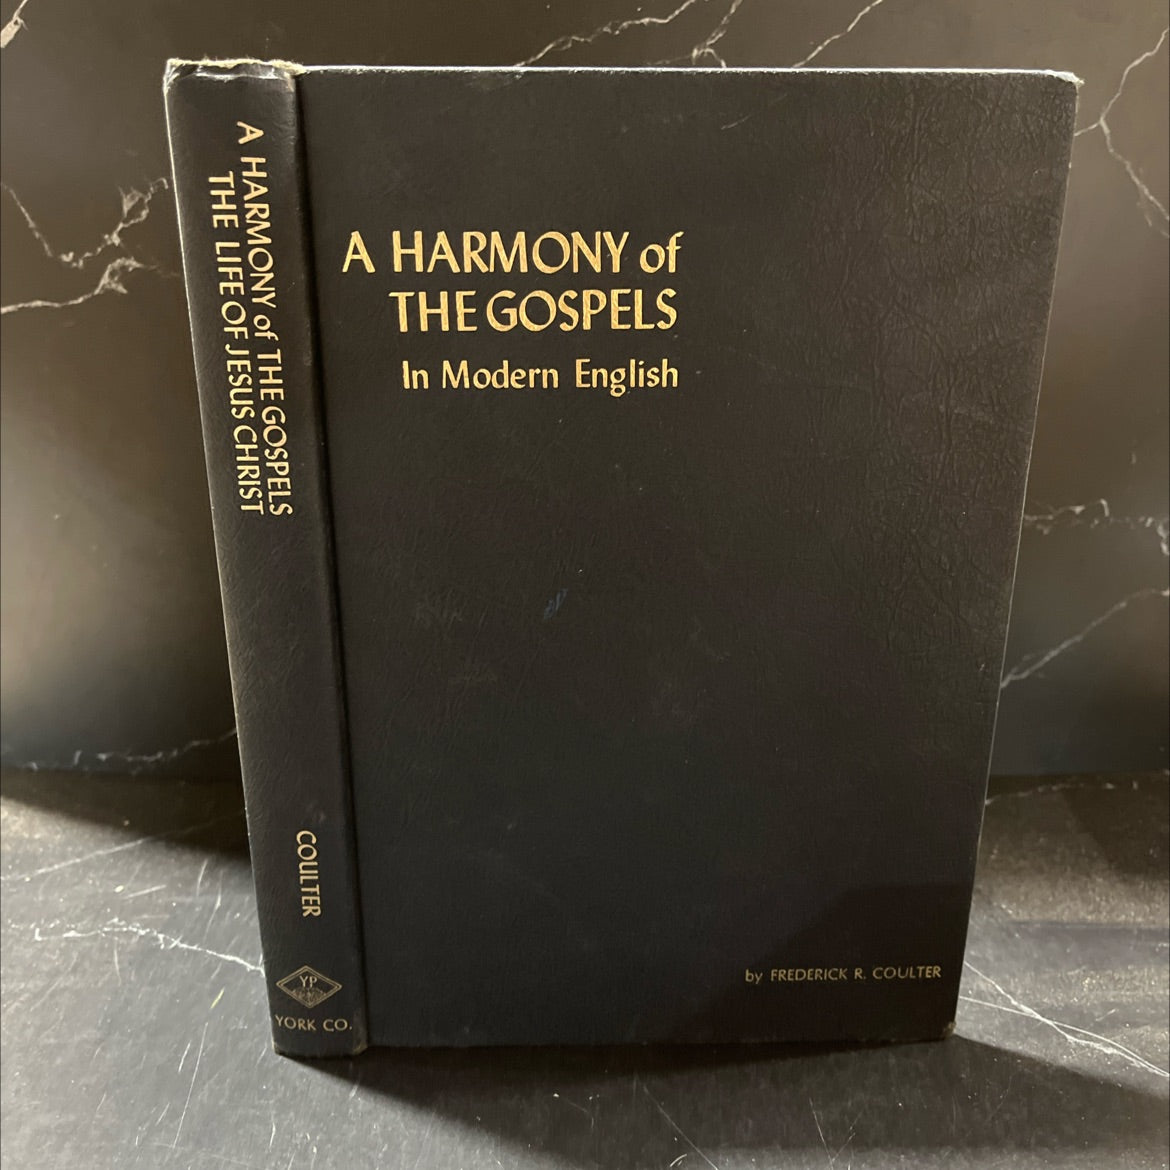 A HARMONY of THE GOSPELS
THE LIFE OF JESUS CHRIST
COULTER
YP
YORK CO.
A HARMONY of
THE GOSPELS
In Modern English
by FREDERICK R. COULTER